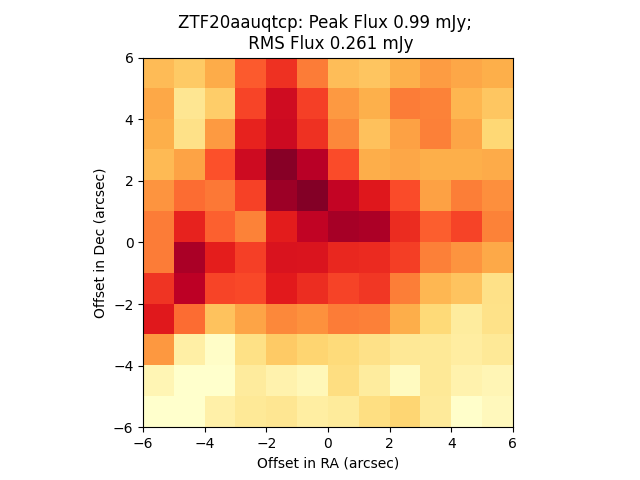 ZTF20aauqtcp: Peak Flux 0.99 mJy;
RMS Flux 0.261 mJy
6
4
2
0
−2
−4
−6
Offset in Dec (arcsec)
−6 −4 −2 0 2 4 6
Offset in RA (arcsec)